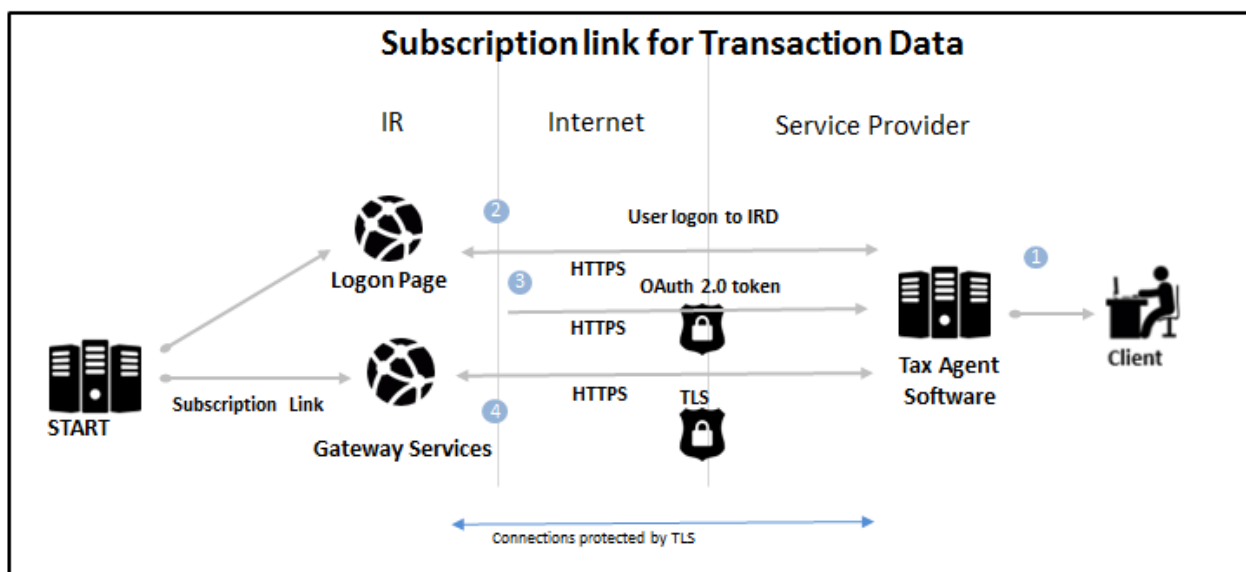 Subscription link for Transaction Data
IR
Internet
Service Provider
2
User logon to IRD
1
HTTPS
Logon Page
3
OAuth 2.0 token
HTTPS
Tax Agent
Software
Client
HTTPS
TLS
START
Subscription Link
4
Gateway Services
Connections protected by TLS